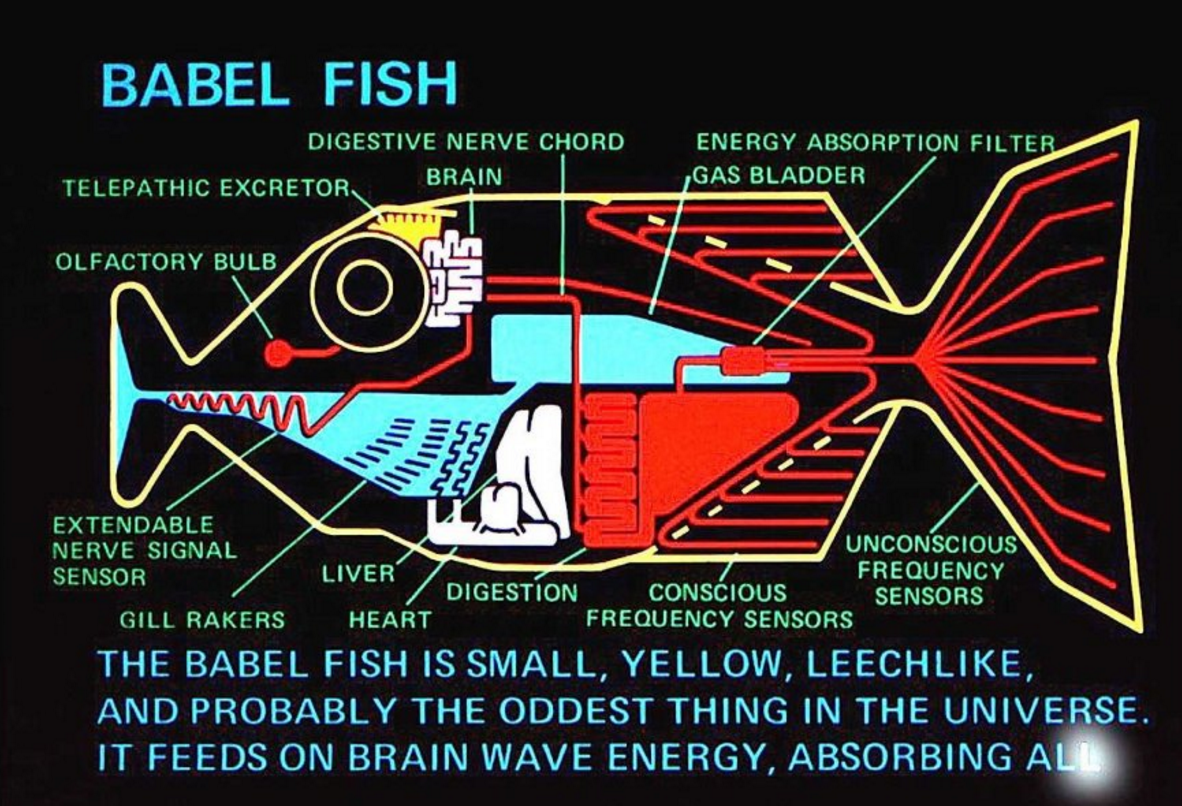 BABEL FISH
DIGESTIVE NERVE CHORD
ENERGY ABSORPTION FILTER
TELEPATHIC EXCRETOR
BRAIN
GAS BLADDER
OLFACTORY BULB
EXTENDABLE
NERVE SIGNAL
SENSOR
GILL RAKERS
LIVER
HEART
DIGESTION
CONSCIOUS
FREQUENCY SENSORS
UNCONSCIOUS
FREQUENCY
SENSORS
THE BABEL FISH IS SMALL, YELLOW, LEECHLIKE,
AND PROBABLY THE ODDEST THING IN THE UNIVERSE.
IT FEEDS ON BRAIN WAVE ENERGY, ABSORBING ALL